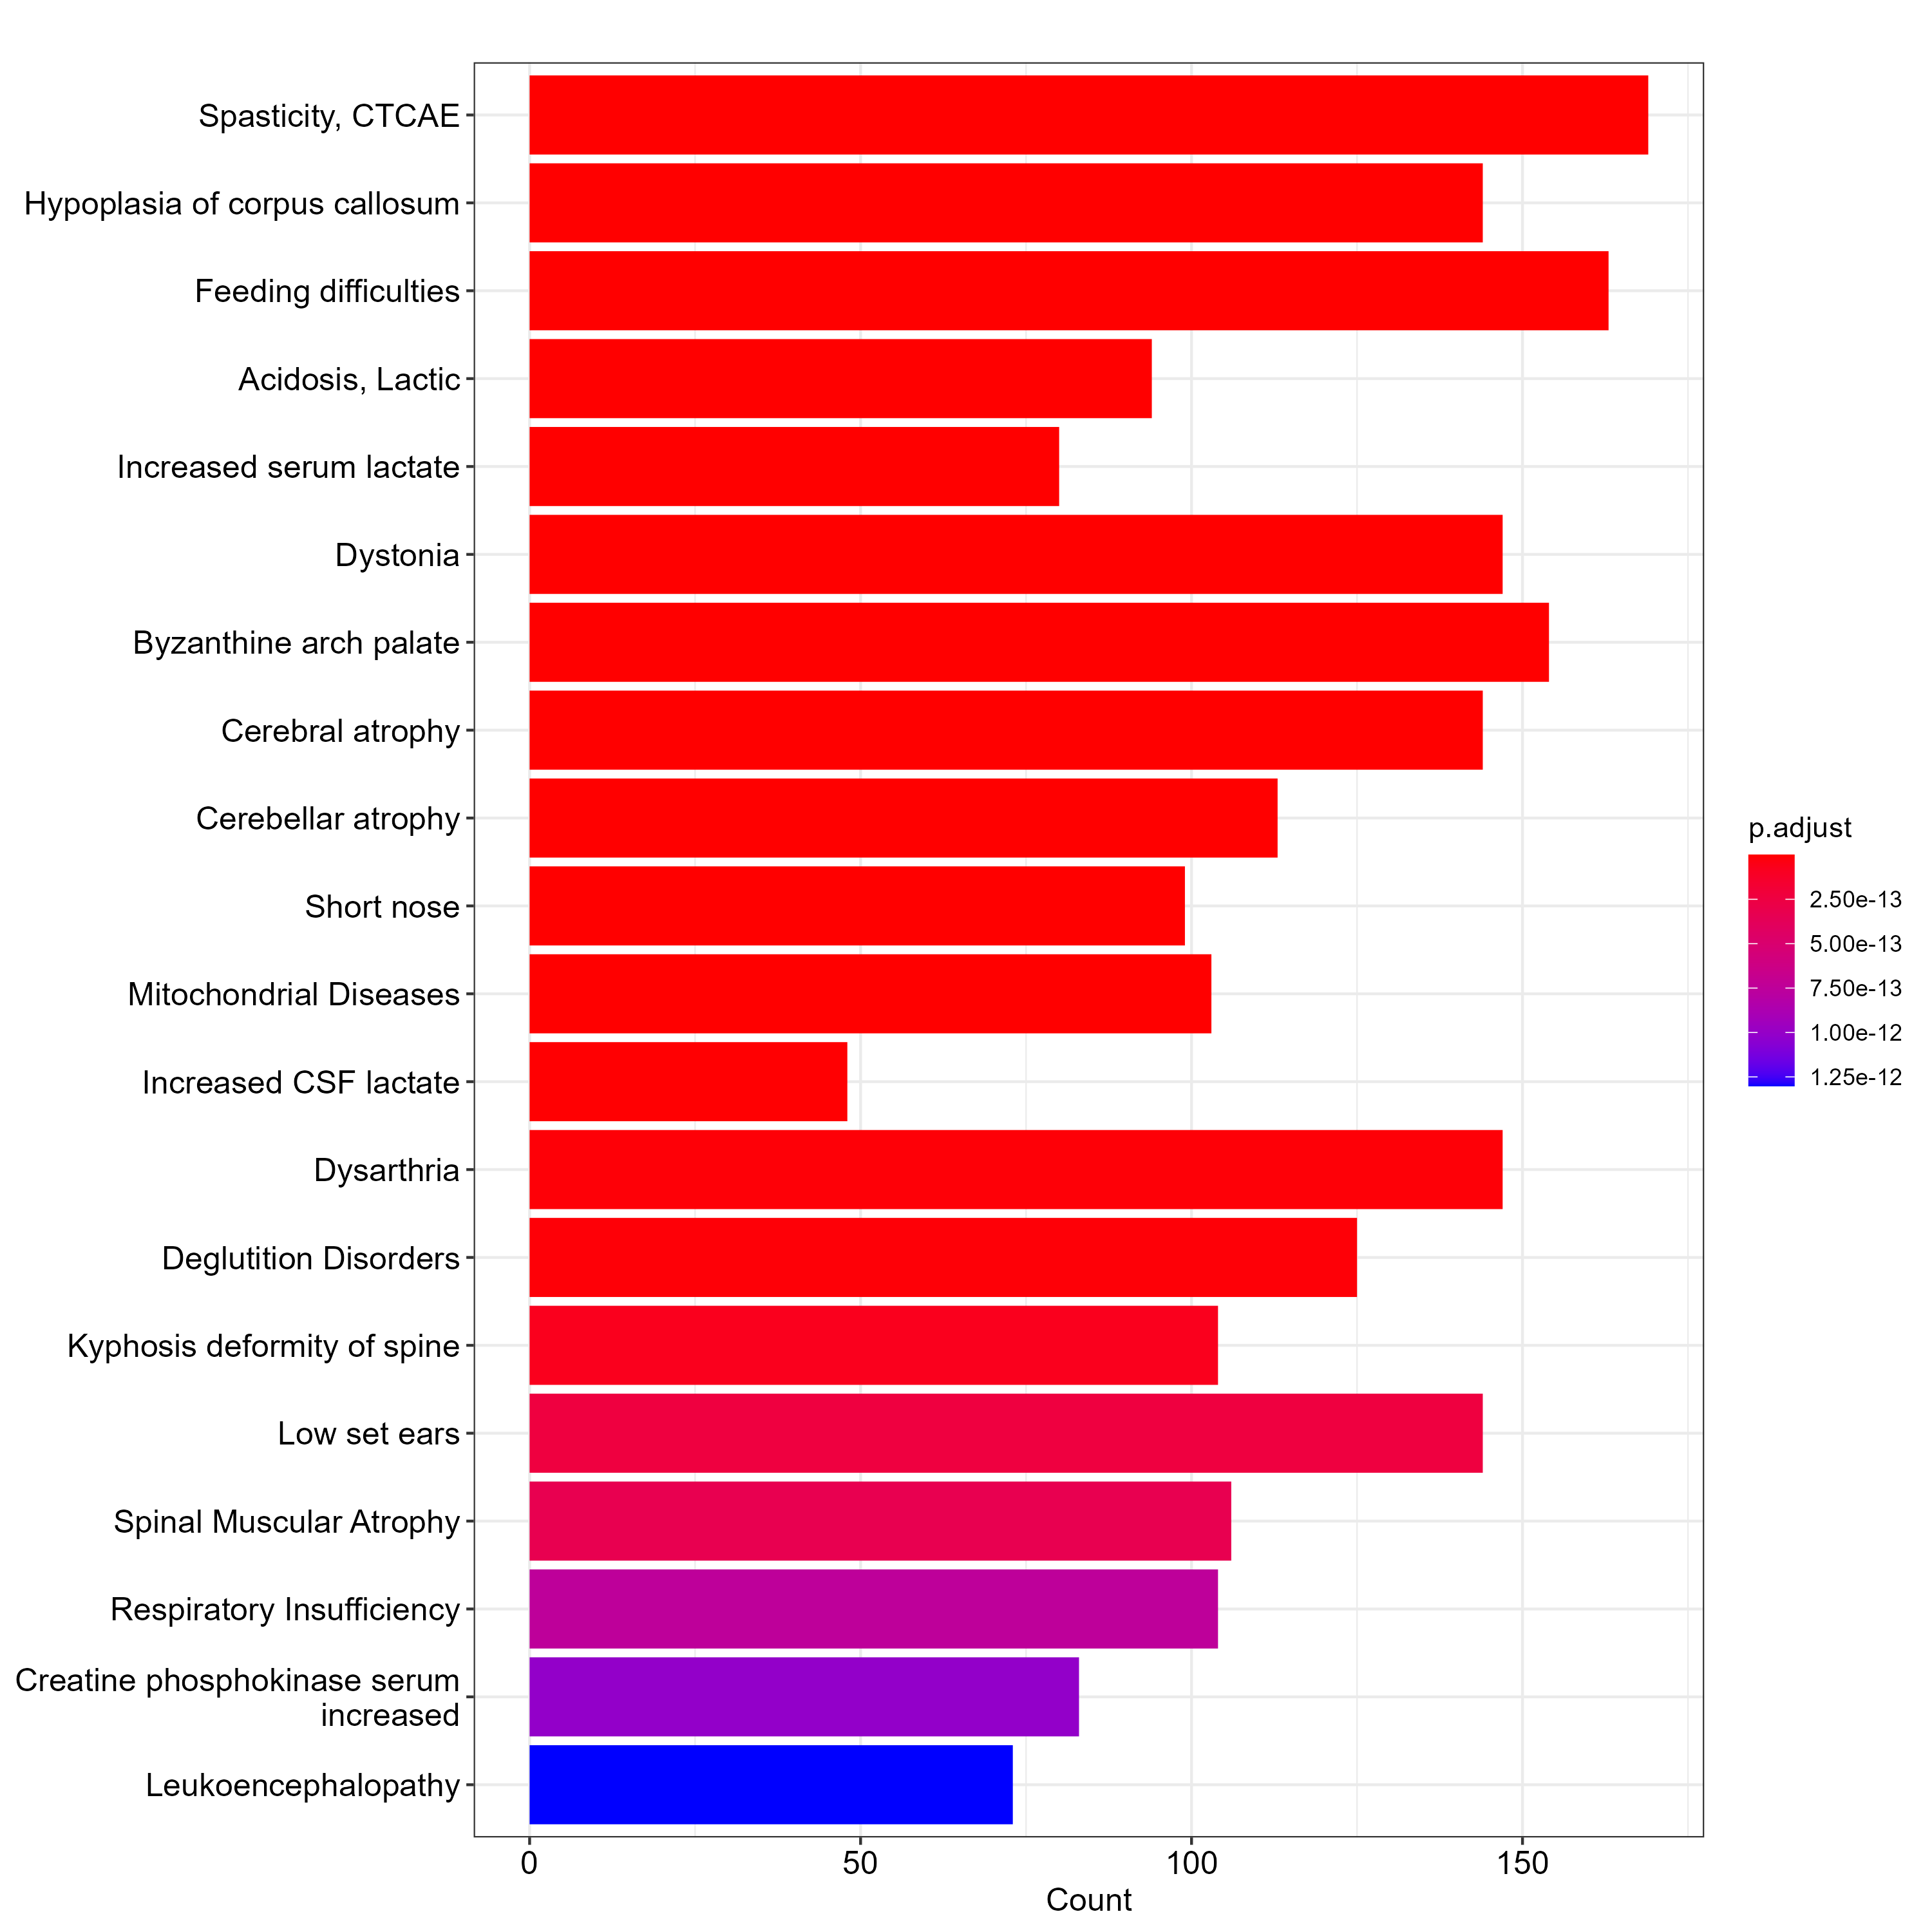 Spasticity, CTCAE
Hypoplasia of corpus callosum
Feeding difficulties
Acidosis, Lactic
Increased serum lactate
Dystonia
Byzanthine arch palate
Cerebral atrophy
Cerebellar atrophy
Short nose
Mitochondrial Diseases
Increased CSF lactate
Dysarthria
Deglutition Disorders
Kyphosis deformity of spine
Low set ears
Spinal Muscular Atrophy
Respiratory Insufficiency
Creatine phosphokinase serum
increased
Leukoencephalopathy
0 50 100 150
Count
p.adjust
2.50e-13
5.00e-13
7.50e-13
1.00e-12
1.25e-12